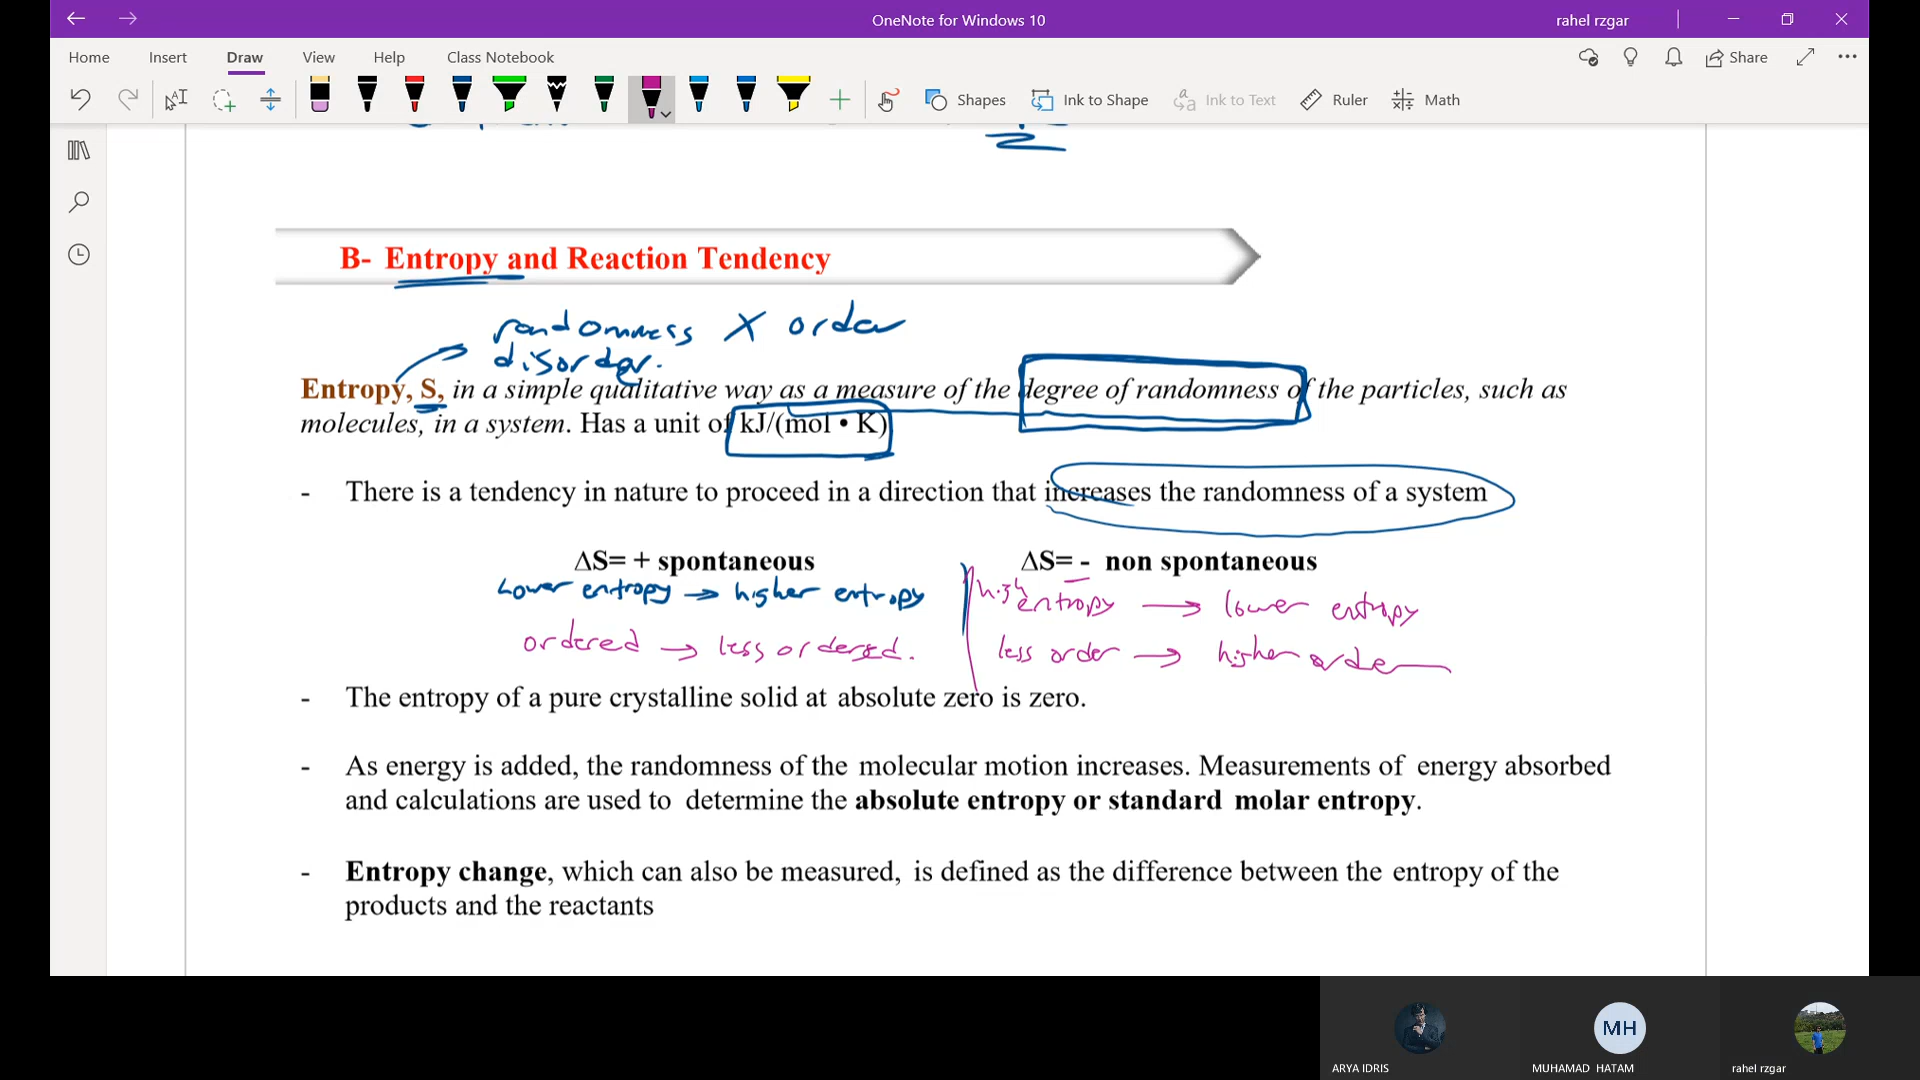 OneNote for Windows 10
rahel rzgar
Home Insert Draw View Help Class Notebook
Share
Shapes Ink to Shape Ink to Text Ruler Math
B- Entropy and Reaction Tendency
randomness X order
disorder.
Entropy, S, in a simple qualitative way as a measure of the degree of randomness of the particles, such as
molecules, in a system. Has a unit of kJ/(mol • K)
- There is a tendency in nature to proceed in a direction that increases the randomness of a system
ΔS= + spontaneous ΔS= - non spontaneous
Lower entropy → higher entropy
high entropy → lower entropy
ordered → less ordered.
less order → higher order
- The entropy of a pure crystalline solid at absolute zero is zero.
- As energy is added, the randomness of the molecular motion increases. Measurements of energy absorbed
and calculations are used to determine the absolute entropy or standard molar entropy.
- Entropy change, which can also be measured, is defined as the difference between the entropy of the
products and the reactants
MH
ARYA IDRIS MUHAMAD HATAM rahel rzgar